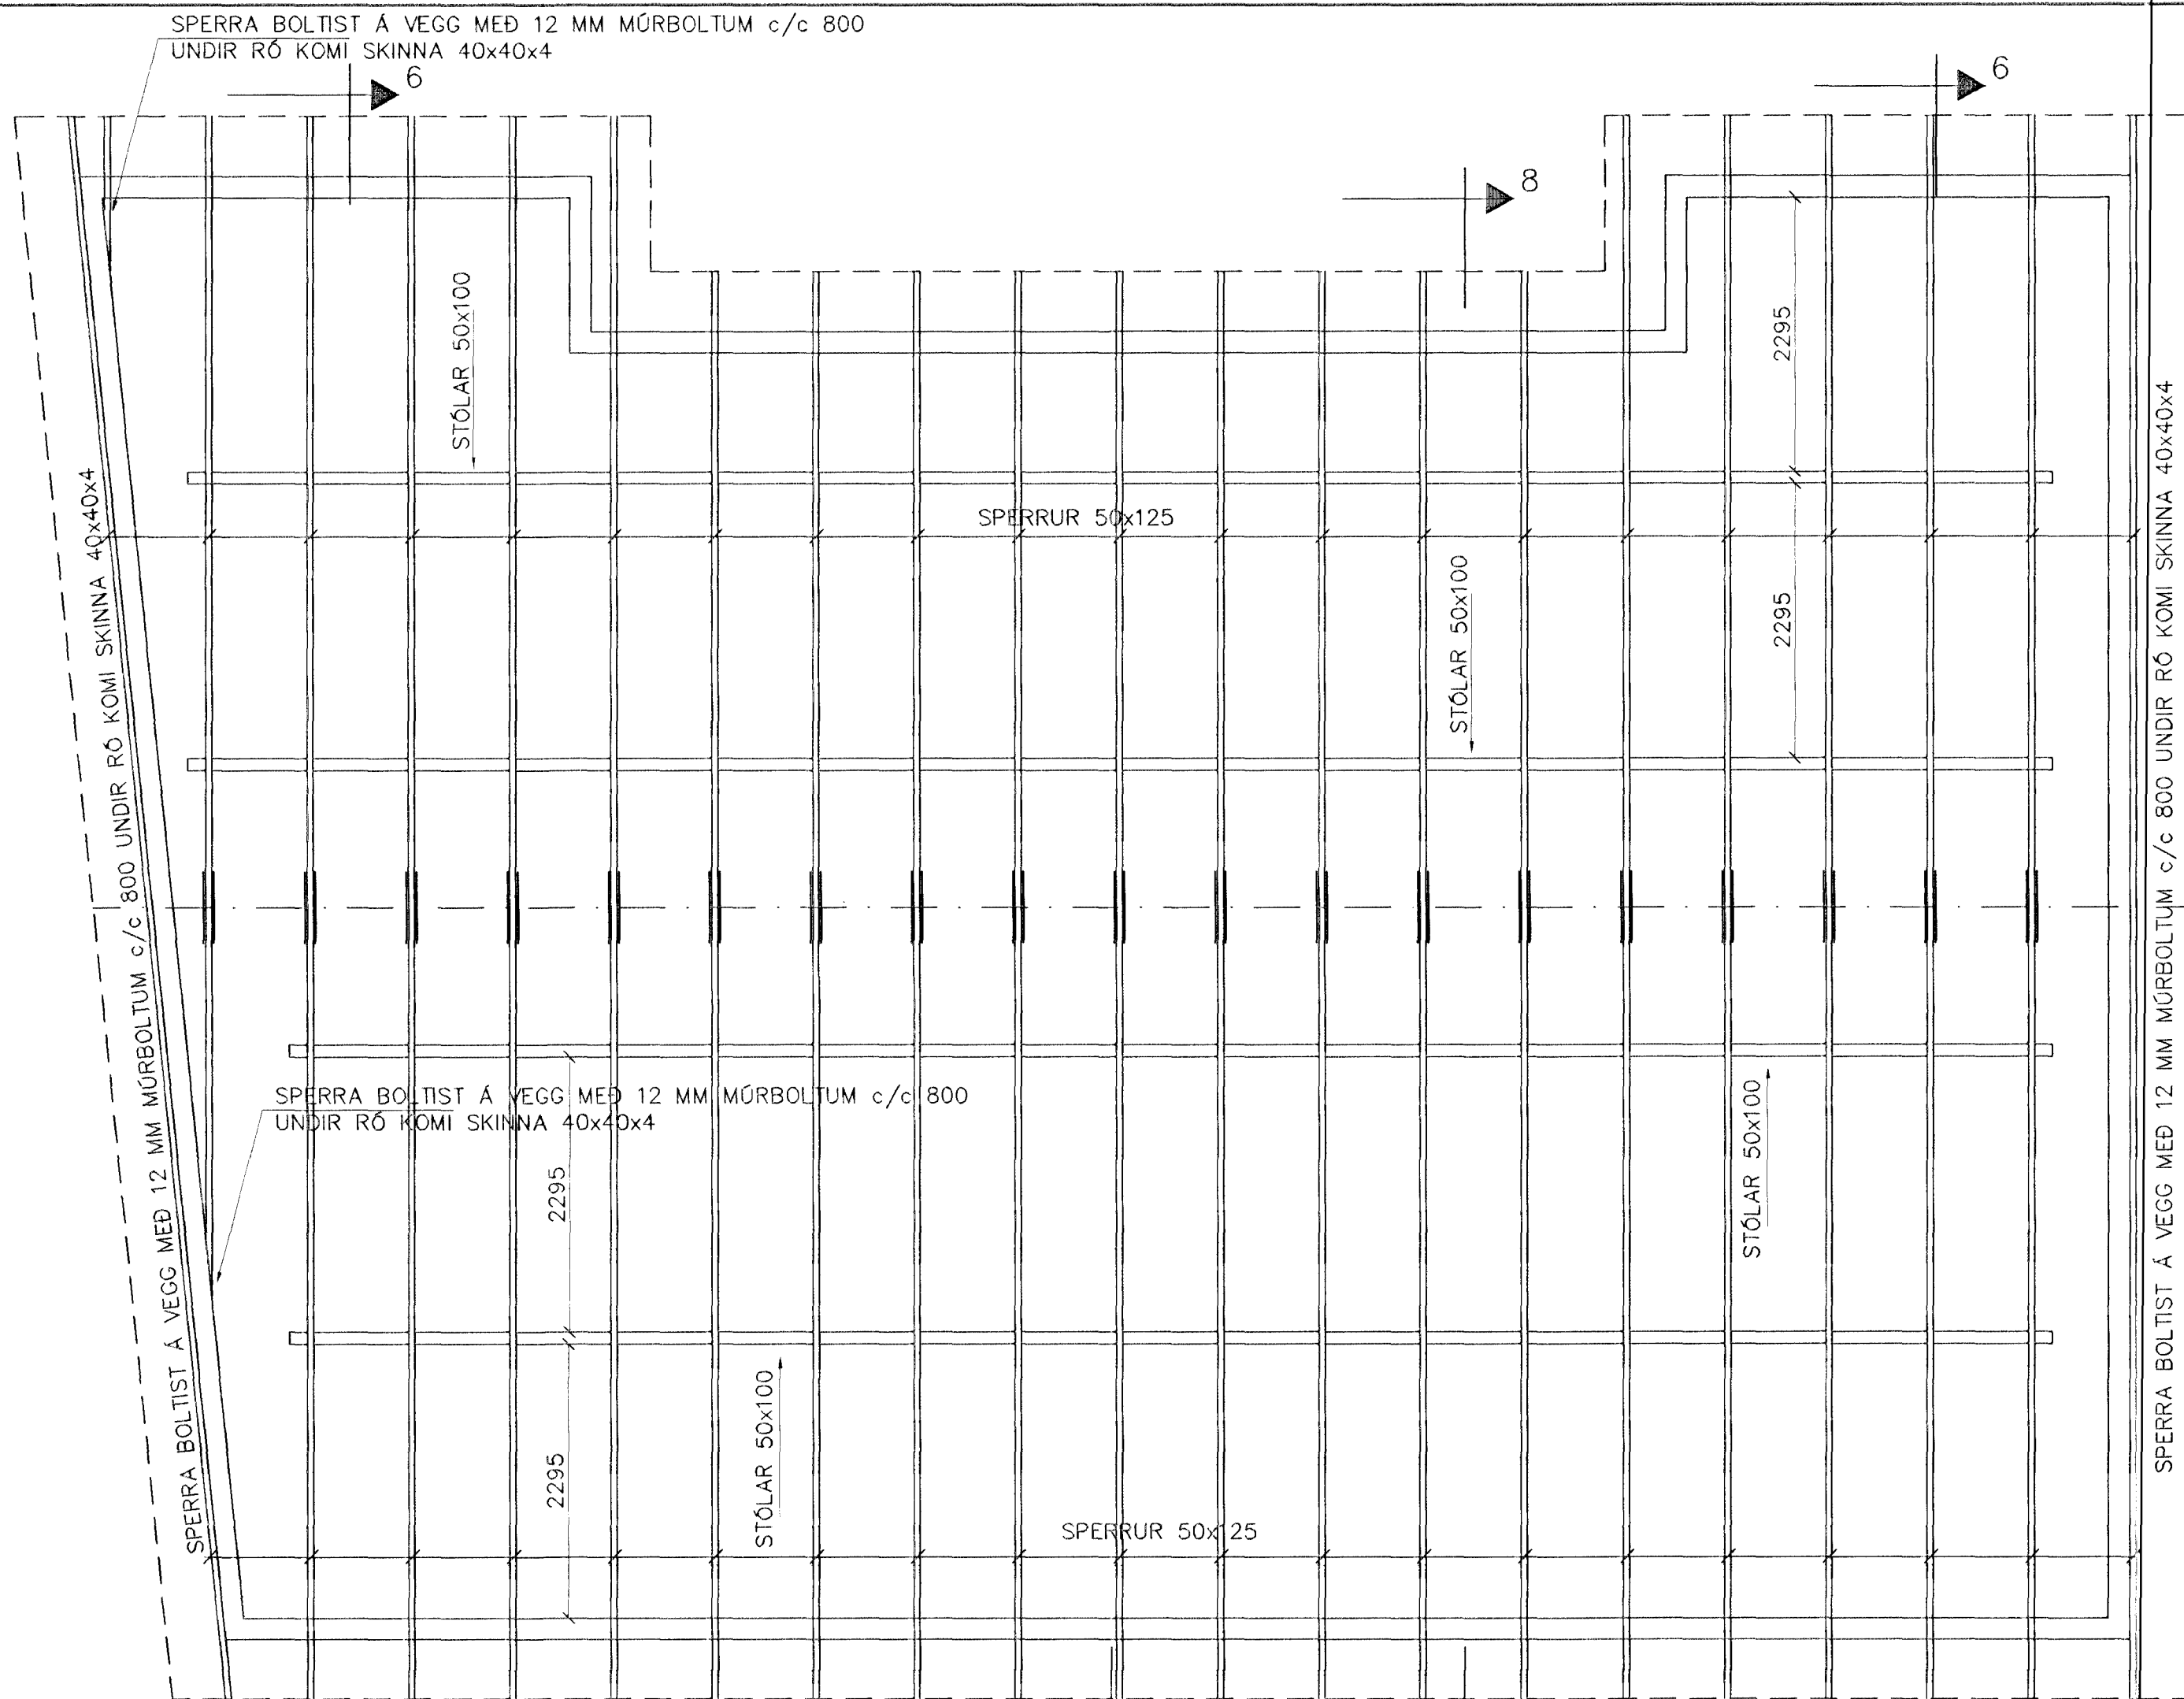 SPERRA BOLTIST Á VEGG MEÐ 12 MM MÚRBOLTUM c/c 800
UNDIR RÓ KOMI SKINNA 40x40x4
6
6
8
STÓLAR 50x100
2295
SPERRUR 50x125
STÓLAR 50x100
2295
SPERRA BOLTIST Á VEGG MEÐ 12 MM MÚRBOLTUM c/c 800 UNDIR RÓ KOMI SKINNA 40x40x4
SPERRA BOLTIST Á VEGG MEÐ 12 MM MÚRBOLTUM c/c 800 UNDIR RÓ KOMI SKINNA 40x40x4
SPERRA BOLTIST Á VEGG MEÐ 12 MM MÚRBOLTUM c/c 800
UNDIR RÓ KOMI SKINNA 40x40x4
2295
STÓLAR 50x100
2295
STÓLAR 50x100
SPERRUR 50x125